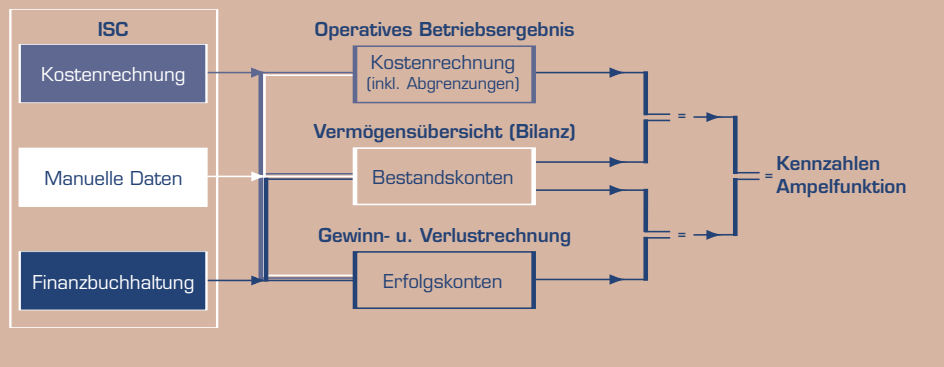 ISC
Kostenrechnung
Manuelle Daten
Finanzbuchhaltung
Operatives Betriebsergebnis
Kostenrechnung
(inkl. Abgrenzungen)
Vermögensübersicht (Bilanz)
Bestandskonten
Gewinn- u. Verlustrechnung
Erfolgskonten
=
=
=
Kennzahlen
Ampelfunktion